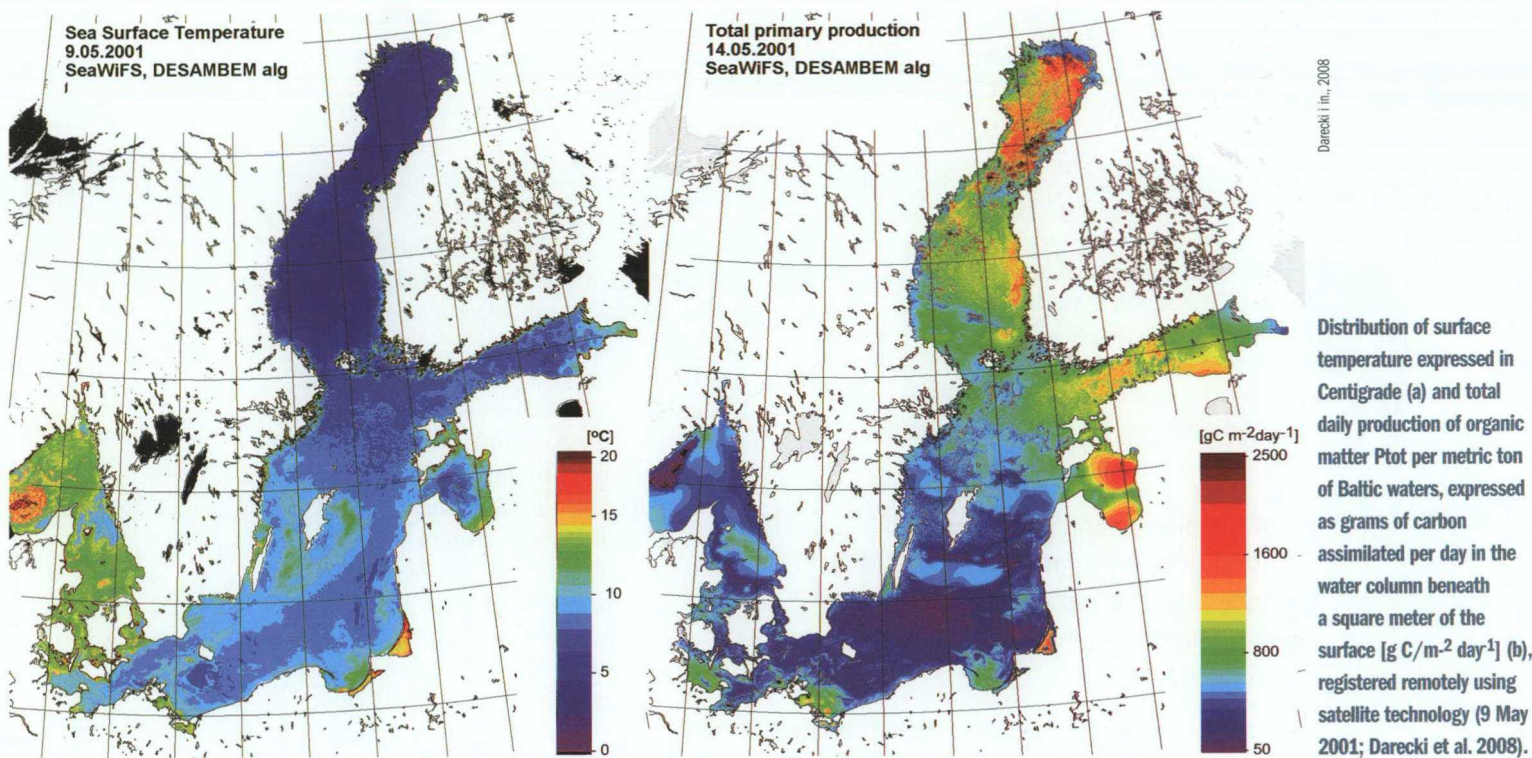 Sea Surface Temperature
9.05.2001
SeaWiFS, DESAMBEM alg
[ºC]
20
15
10
5
0
Total primary production
14.05.2001
SeaWiFS, DESAMBEM alg
[gC m-2day-1]
2500
1600
800
50
Darecki i in., 2008
Distribution of surface
temperature expressed in
Centigrade (a) and total
daily production of organic
matter Ptot per metric ton
of Baltic waters, expressed
as grams of carbon
assimilated per day in the
water column beneath
a square meter of the
surface [g C/m-² day-¹] (b),
registered remotely using
satellite technology (9 May
2001; Darecki et al. 2008).